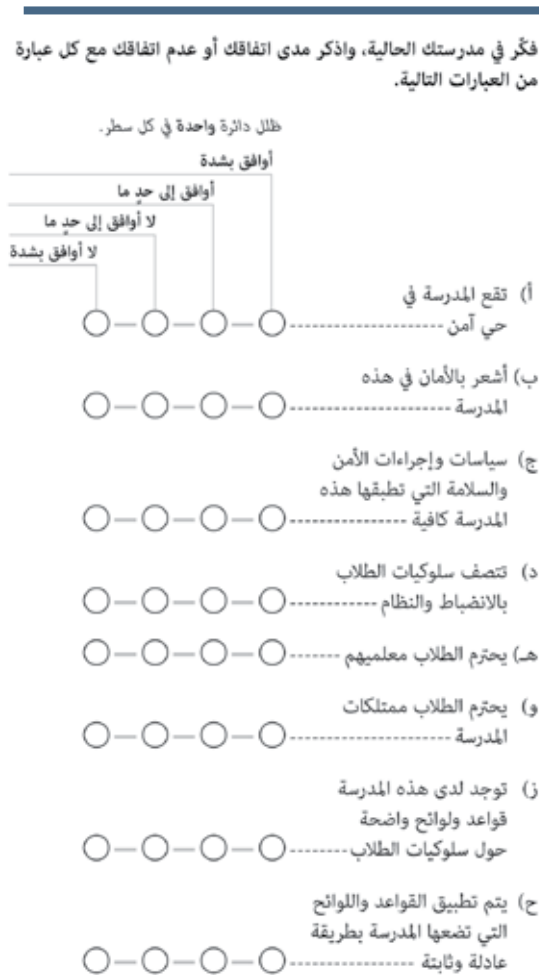 فكّر في مدرستك الحالية، واذكر مدى اتفاقك أو عدم اتفاقك مع كل عبارة
من العبارات التالية.
ظلل دائرة واحدة في كل سطر.
أوافق بشدة
أوافق إلى حدٍ ما
لا أوافق إلى حدٍ ما
لا أوافق بشدة
أ) تقع المدرسة في
حي آمن
ب) أشعر بالأمان في هذه
المدرسة
ج) سياسات وإجراءات الأمن
والسلامة التي تطبقها هذه
المدرسة كافية
د) تتصف سلوكيات الطلاب
بالانضباط والنظام
هـ) يحترم الطلاب معلميهم
و) يحترم الطلاب ممتلكات
المدرسة
ز) توجد لدى هذه المدرسة
قواعد ولوائح واضحة
حول سلوكيات الطلاب
ح) يتم تطبيق القواعد واللوائح
التي تضعها المدرسة بطريقة
عادلة وثابتة